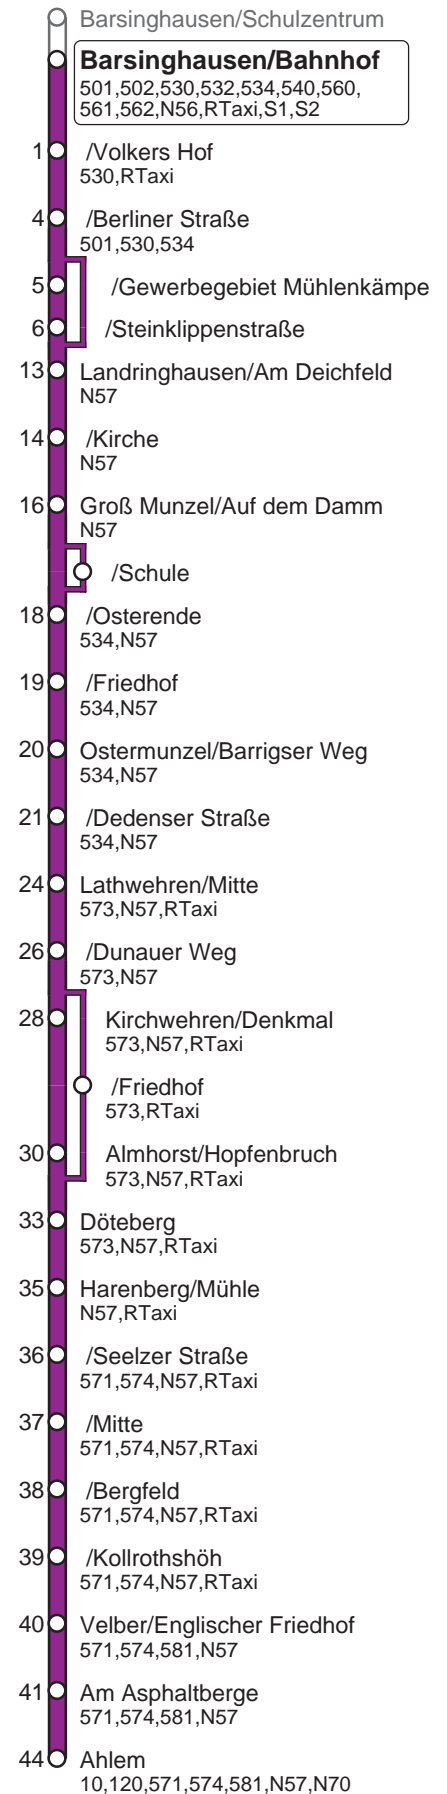 Barsinghausen/Schulzentrum
Barsinghausen/Bahnhof
501,502,530,532,534,540,560,
561,562,N56,RTaxi,S1,S2
1 /Volkers Hof
530,RTaxi
4 /Berliner Straße
501,530,534
5 /Gewerbegebiet Mühlenkämpe
6 /Steinklippenstraße
13 Landringhausen/Am Deichfeld
N57
14 /Kirche
N57
16 Groß Munzel/Auf dem Damm
N57
/Schule
18 /Osterende
534,N57
19 /Friedhof
534,N57
20 Ostermunzel/Barrigser Weg
534,N57
21 /Dedenser Straße
534,N57
24 Lathwehren/Mitte
573,N57,RTaxi
26 /Dunauer Weg
573,N57
28 Kirchwehren/Denkmal
573,N57,RTaxi
/Friedhof
573,RTaxi
30 Almhorst/Hopfenbruch
573,N57,RTaxi
33 Döteberg
573,N57,RTaxi
35 Harenberg/Mühle
N57,RTaxi
36 /Seelzer Straße
571,574,N57,RTaxi
37 /Mitte
571,574,N57,RTaxi
38 /Bergfeld
571,574,N57,RTaxi
39 /Kollrothshöh
571,574,N57,RTaxi
40 Velber/Englischer Friedhof
571,574,581,N57
41 Am Asphaltberge
571,574,581,N57
44 Ahlem
10,120,571,574,581,N57,N70